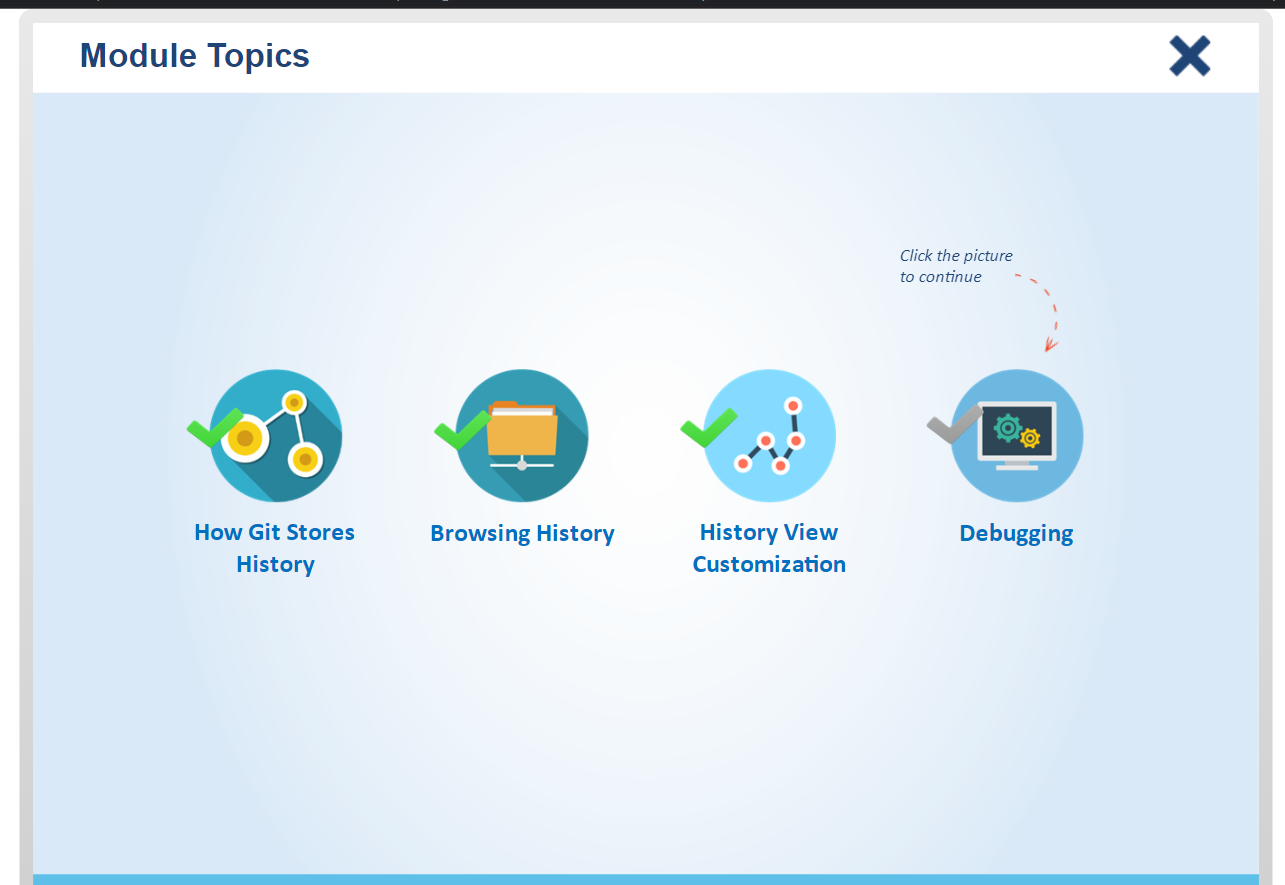 Module Topics
Click the picture
to continue
How Git Stores
History
Browsing History
History View
Customization
Debugging